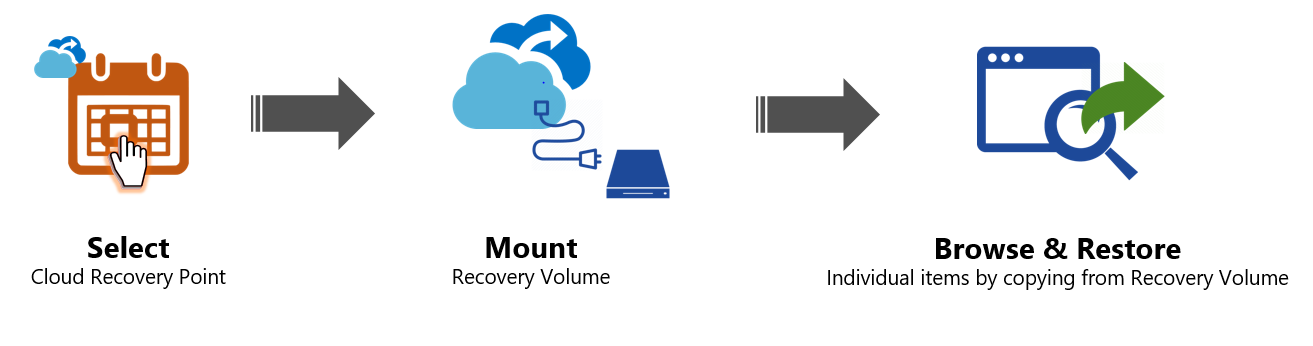 Select
Cloud Recovery Point
Mount
Recovery Volume
Browse & Restore
Individual items by copying from Recovery Volume